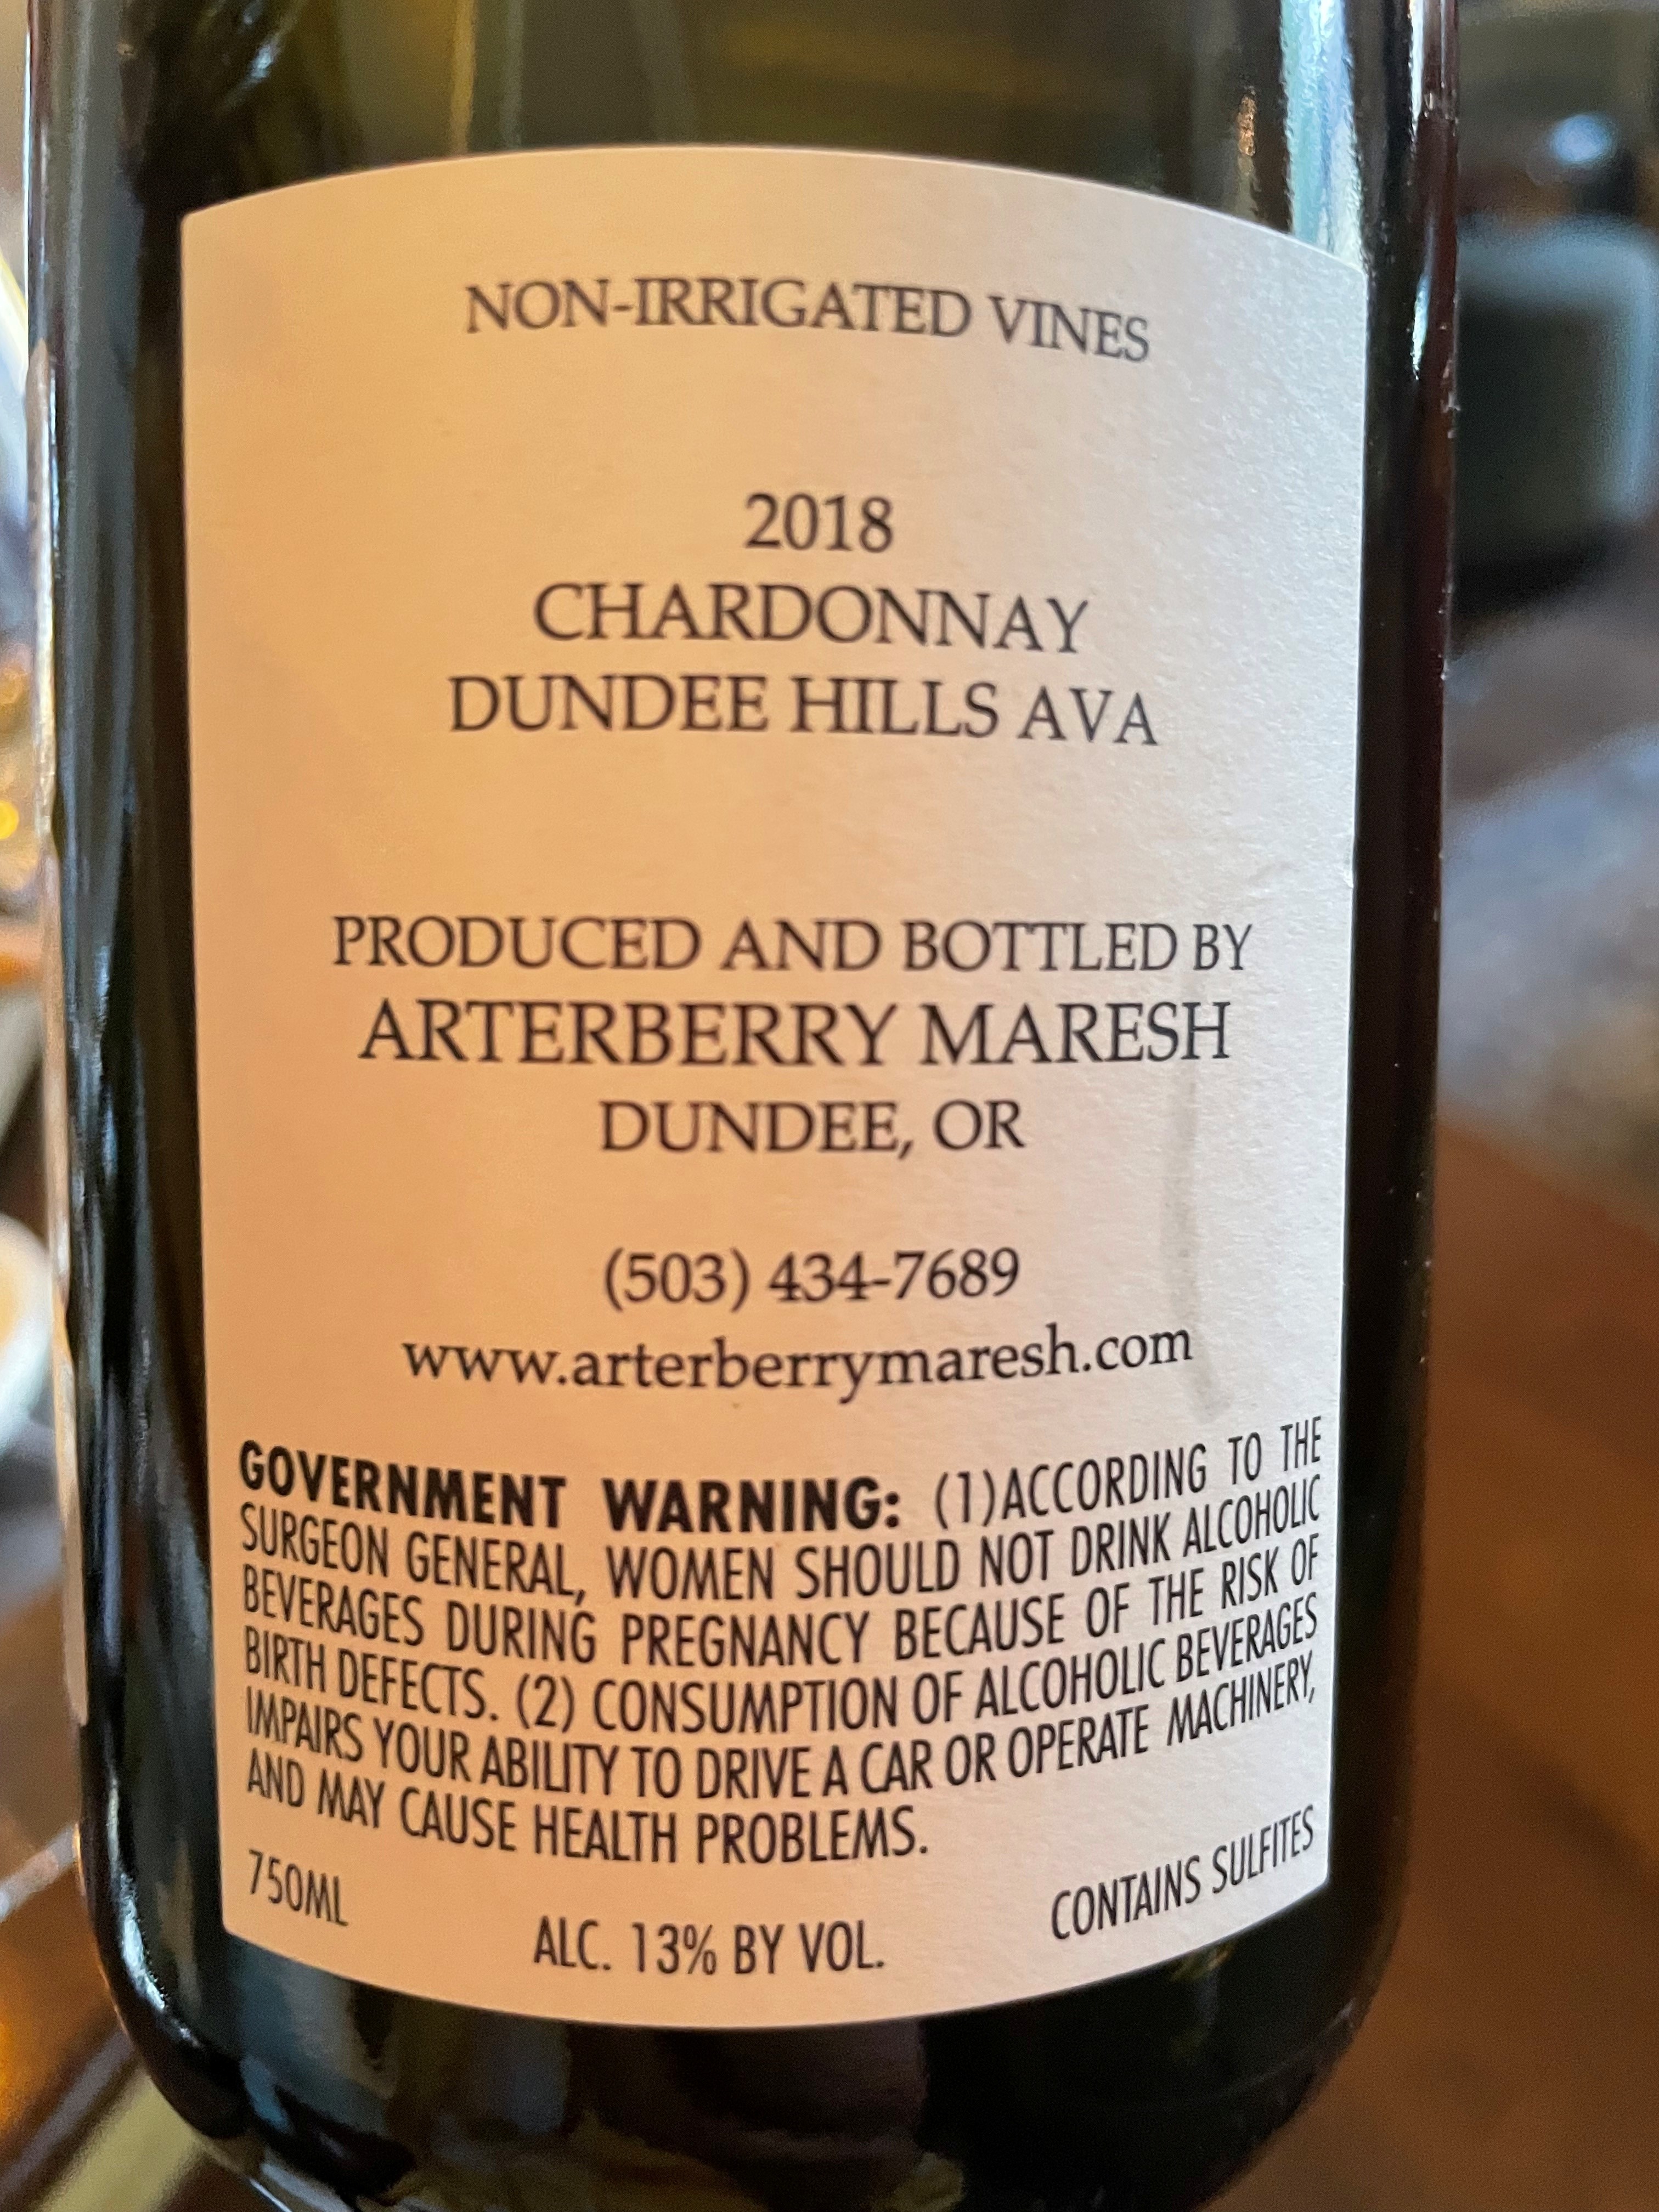 NON-IRRIGATED VINES
2018
CHARDONNAY
DUNDEE HILLS AVA
PRODUCED AND BOTTLED BY
ARTERBERRY MARESH
DUNDEE, OR
(503) 434-7689
www.arterberrymaresh.com
GOVERNMENT WARNING: (1)ACCORDING TO THE
SURGEON GENERAL, WOMEN SHOULD NOT DRINK ALCOHOLIC
BEVERAGES DURING PREGNANCY BECAUSE OF THE RISK OF
BIRTH DEFECTS. (2) CONSUMPTION OF ALCOHOLIC BEVERAGES
IMPAIRS YOUR ABILITY TO DRIVE A CAR OR OPERATE MACHINERY,
AND MAY CAUSE HEALTH PROBLEMS.
750ML
ALC. 13% BY VOL.
CONTAINS SULFITES